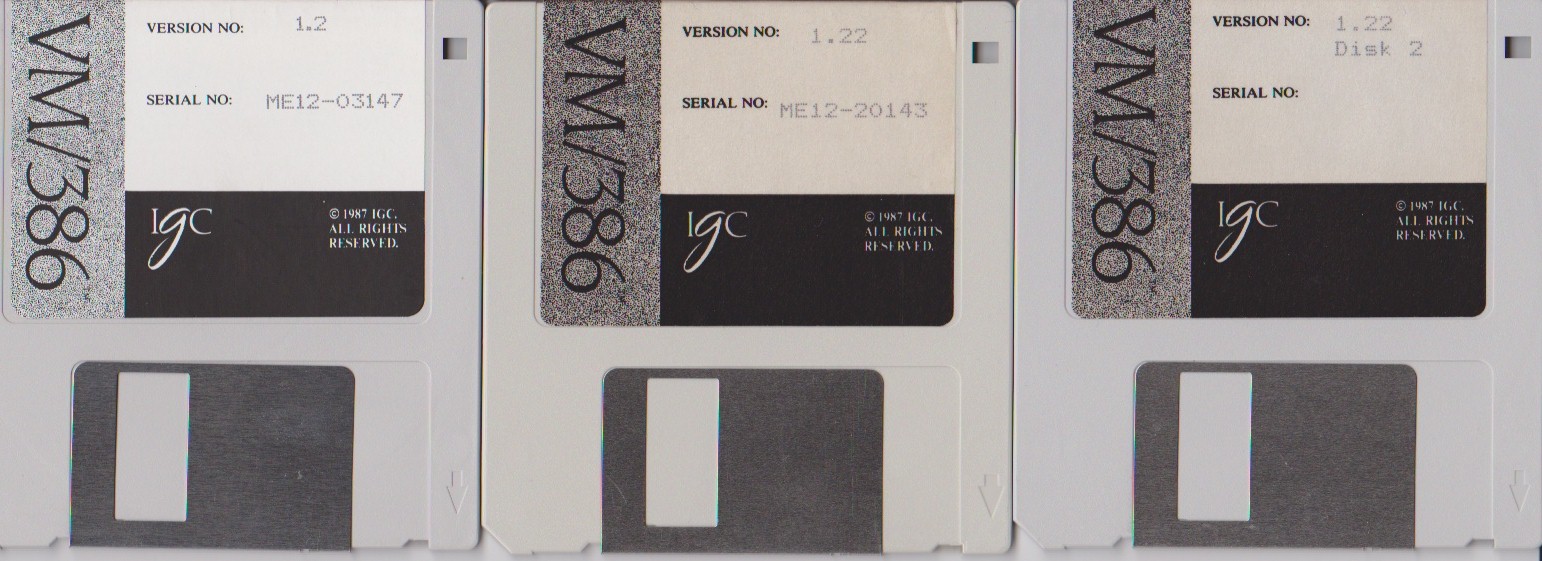 VM/386
VERSION NO: 1.2
SERIAL NO: ME12-03147
IGC
© 1987 IGC.
ALL RIGHTS
RESERVED.
VM/386
VERSION NO: 1.22
SERIAL NO: ME12-20143
IGC
© 1987 IGC.
ALL RIGHTS
RESERVED.
VM/386
VERSION NO: 1.22
Disk 2
SERIAL NO:
IGC
© 1987 IGC.
ALL RIGHTS
RESERVED.